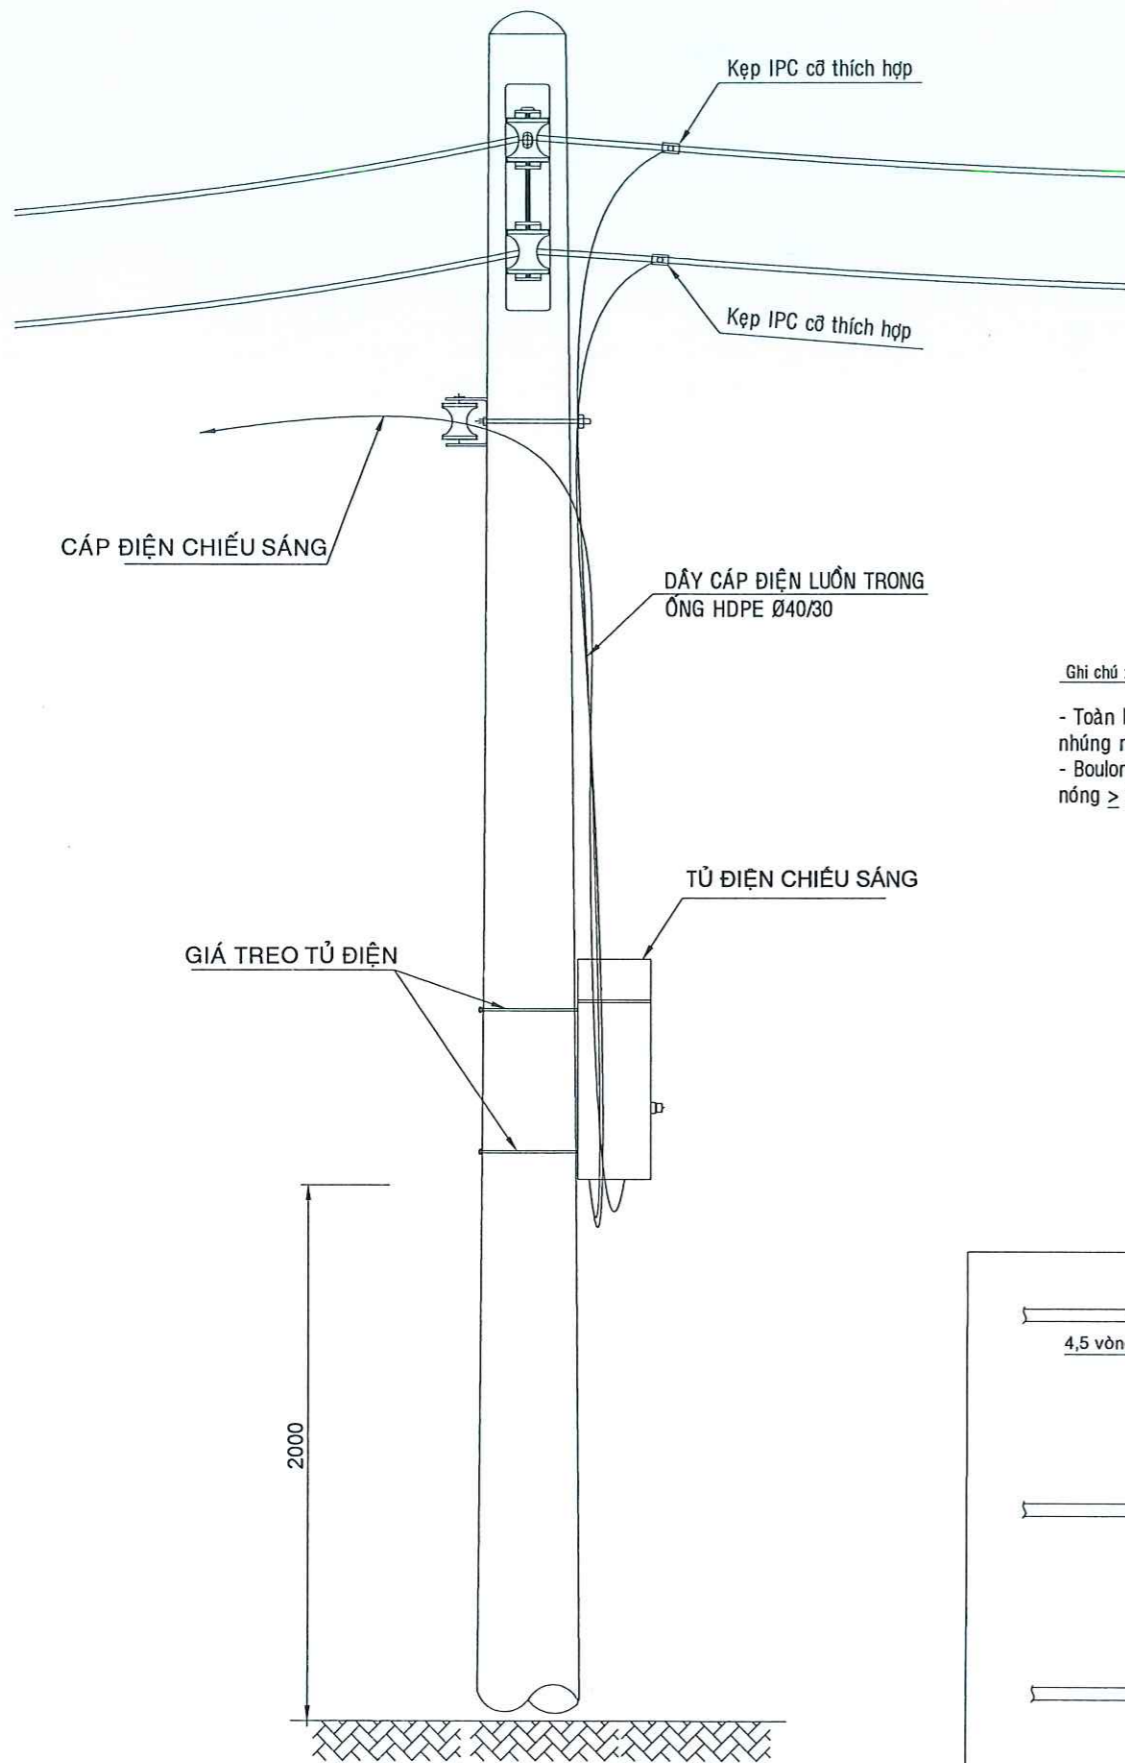 Kẹp IPC cỡ thích hợp
Kẹp IPC cỡ thích hợp
CÁP ĐIỆN CHIẾU SÁNG
DÂY CÁP ĐIỆN LUỒN TRONG
ỐNG HDPE Ø40/30
Ghi chú :
- Toàn
nhúng
-
nóng ≥
TỦ ĐIỆN CHIẾU SÁNG
GIÁ TREO TỦ ĐIỆN
2000
4,5